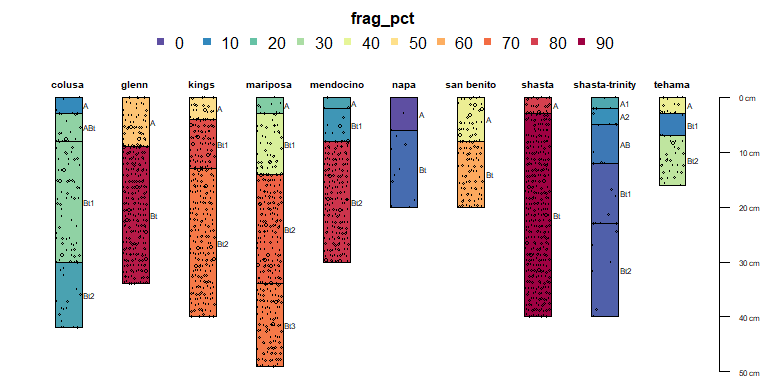 frag_pct
0 10 20 30 40 50 60 70 80 90
colusa glenn kings mariposa mendocino napa san benito shasta shasta-trinity tehama
A ABt Bt1 Bt2
A Bt
A Bt1 Bt2
A Bt1 Bt2 Bt3
A Bt1 Bt2
A Bt
A Bt
A Bt
A1 A2 AB Bt1 Bt2
A Bt1 Bt2
0 cm
10 cm
20 cm
30 cm
40 cm
50 cm